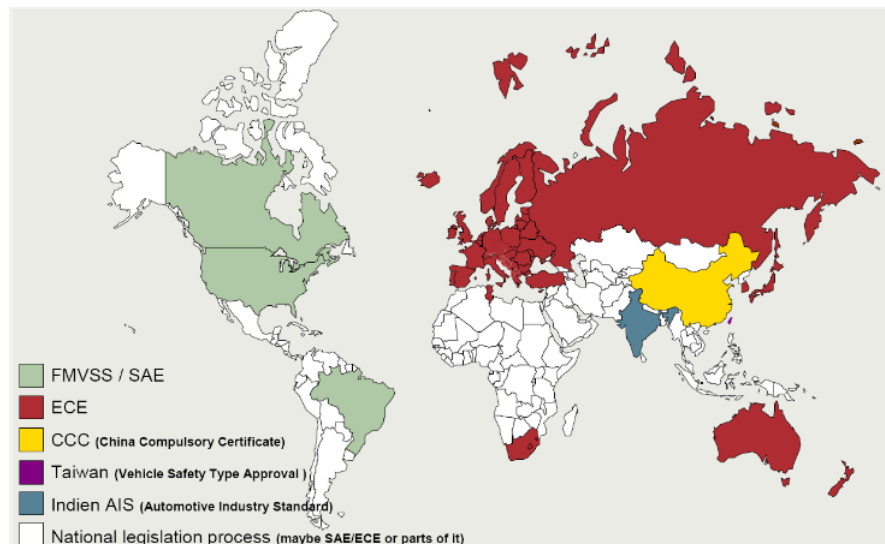 FMVSS / SAE
ECE
CCC (China Compulsory Certificate)
Taiwan (Vehicle Safety Type Approval )
Indien AIS (Automotive Industry Standard)
National legislation process (maybe SAE/ECE or parts of it)